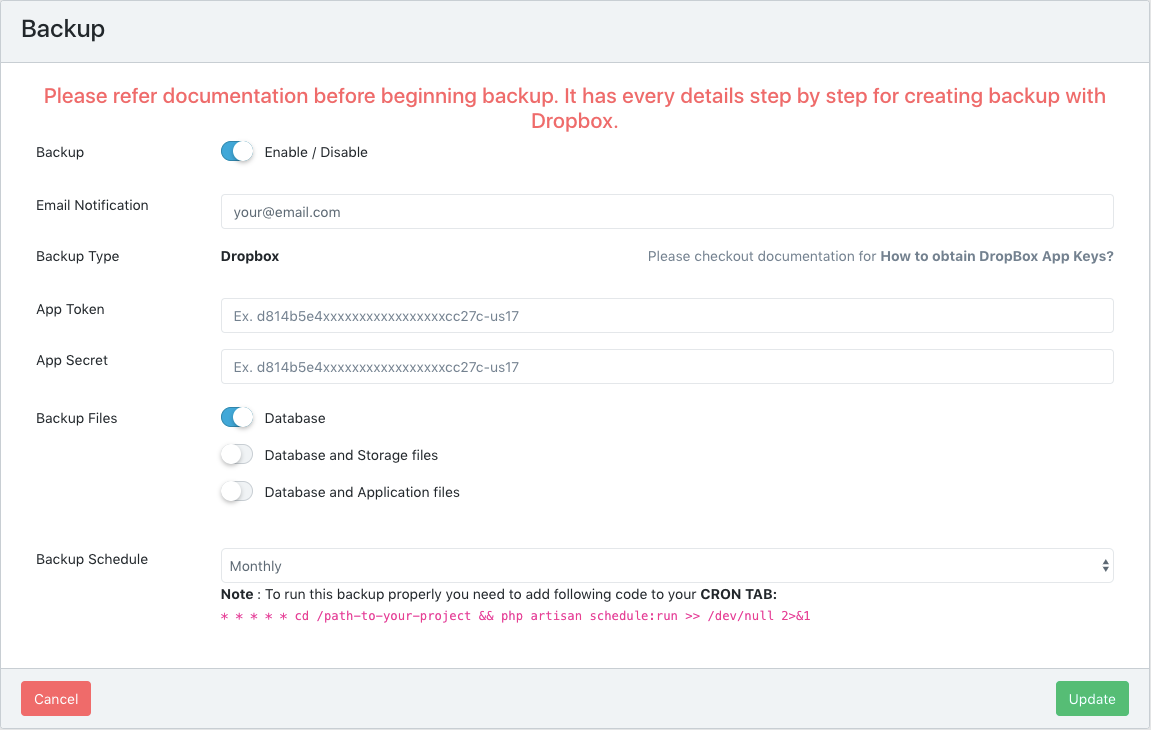 Backup
Please refer documentation before beginning backup. It has every details step by step for creating backup with
Dropbox.
Backup
Enable / Disable
Email Notification
your@email.com
Backup Type
Dropbox
Please checkout documentation for How to obtain DropBox App Keys?
App Token
Ex. d814b5e4xxxxxxxxxxxxxxxxxcc27c-us17
App Secret
Ex. d814b5e4xxxxxxxxxxxxxxxxxcc27c-us17
Backup Files
Database
Database and Storage files
Database and Application files
Backup Schedule
Monthly
Note : To run this backup properly you need to add following code to your CRON TAB:
* * * * * cd /path-to-your-project && php artisan schedule:run >> /dev/null 2>&1
Cancel
Update